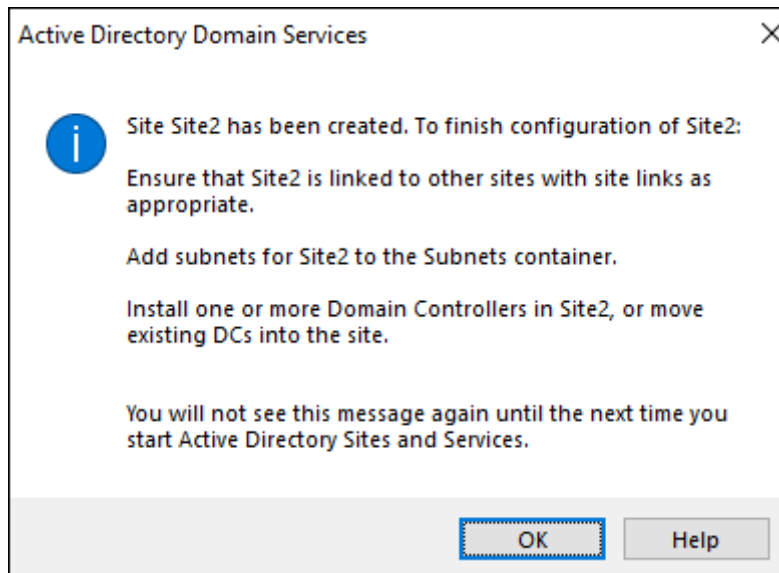 Active Directory Domain Services
Site Site2 has been created. To finish configuration of Site2:
Ensure that Site2 is linked to other sites with site links as
appropriate.
Add subnets for Site2 to the Subnets container.
Install one or more Domain Controllers in Site2, or move
existing DCs into the site.
You will not see this message again until the next time you
start Active Directory Sites and Services.
OK
Help